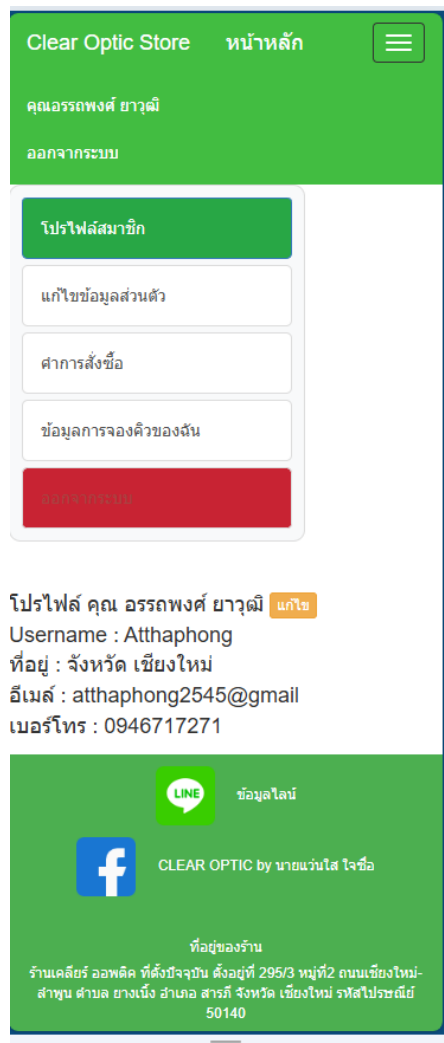 Clear Optic Store หน้าหลัก
คุณอรรถพงศ์ ยาวุฒิ
ออกจากระบบ
โปรไฟล์สมาชิก
แก้ไขข้อมูลส่วนตัว
ศาการสั่งซื้อ
ข้อมูลการจองคิวของฉัน
ออกจากระบบ
โปรไฟล์ คุณ อรรถพงศ์ ยาวุฒิ แก้ไข
Username : Atthaphong
ที่อยู่ : จังหวัด เชียงใหม่
อีเมล์ : atthaphong2545@gmail
เบอร์โทร : 0946717271
LINE ข้อมูลไลน์
CLEAR OPTIC by นายแว่นใส ใจซื่อ
ที่อยู่ของร้าน
ร้านเคลียร์ ออพติค ที่ตั้งปัจจุบัน ตั้งอยู่ที่ 295/3 หมู่ที่2 ถนนเชียงใหม่-
ลำพูน ตำบล ยางเนิ้ง อำเภอ สารภี จังหวัด เชียงใหม่ รหัสไปรษณีย์
50140